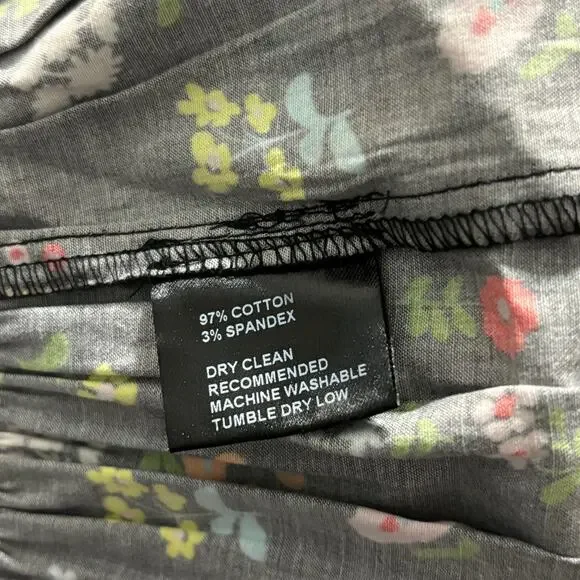 97% COTTON
3% SPANDEX
DRY CLEAN
RECOMMENDED
MACHINE WASHABLE
TUMBLE DRY LOW